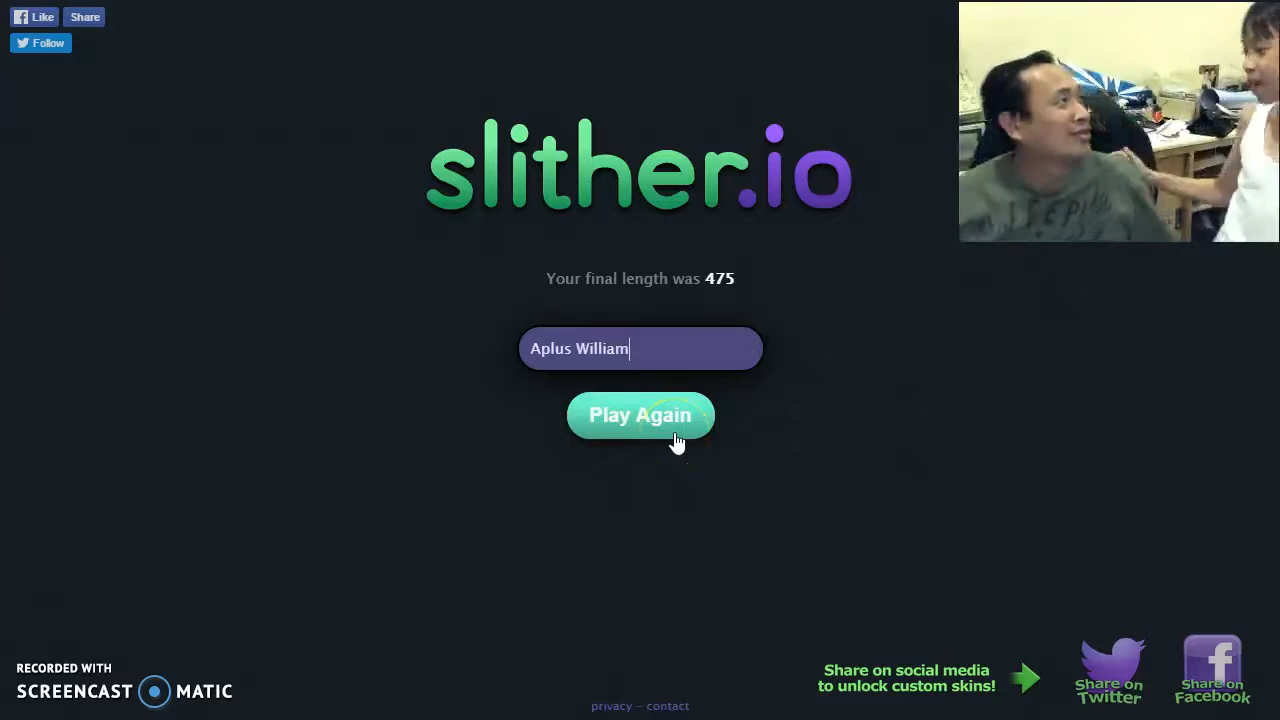 Like
Share
Follow
slither.io
Your final length was 475
Aplus William
Play Again
RECORDED WITH
SCREENCAST MATIC
Share on social media
to unlock custom skins!
Share on
Twitter
Share on
Facebook
privacy – contact